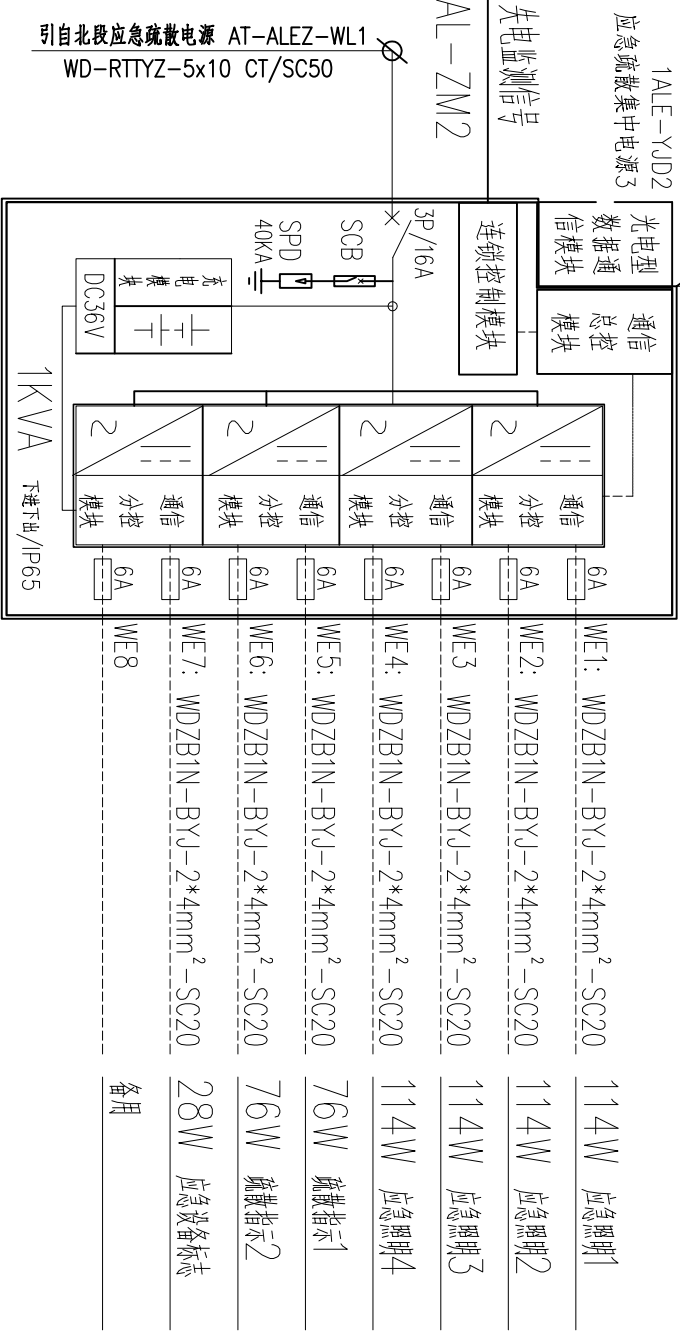 引自北段应急疏散电源 AT-ALEZ-WL1
WD-RTTYZ-5x10 CT/SC50
1ALE-YJD2
应急疏散集中电源3
失电监测信号
AL-ZM2
光电型
数据通
信模块
通信
总控
模块
连锁控制模块
3P/16A
SCB
SPD
40KA
充电模块
DC36V
1KVA
下进下出/IP65
通信
分控
模块
通信
分控
模块
通信
分控
模块
通信
分控
模块
6A WE1: WDZB1N-BYJ-2*4mm²-SC20 114W 应急照明1
6A WE2: WDZB1N-BYJ-2*4mm²-SC20 114W 应急照明2
6A WE3 WDZB1N-BYJ-2*4mm²-SC20 114W 应急照明3
6A WE4: WDZB1N-BYJ-2*4mm²-SC20 114W 应急照明4
6A WE5: WDZB1N-BYJ-2*4mm²-SC20 76W 疏散指示1
6A WE6: WDZB1N-BYJ-2*4mm²-SC20 76W 疏散指示2
6A WE7: WDZB1N-BYJ-2*4mm²-SC20 28W 应急设备标志
6A WE8 备用